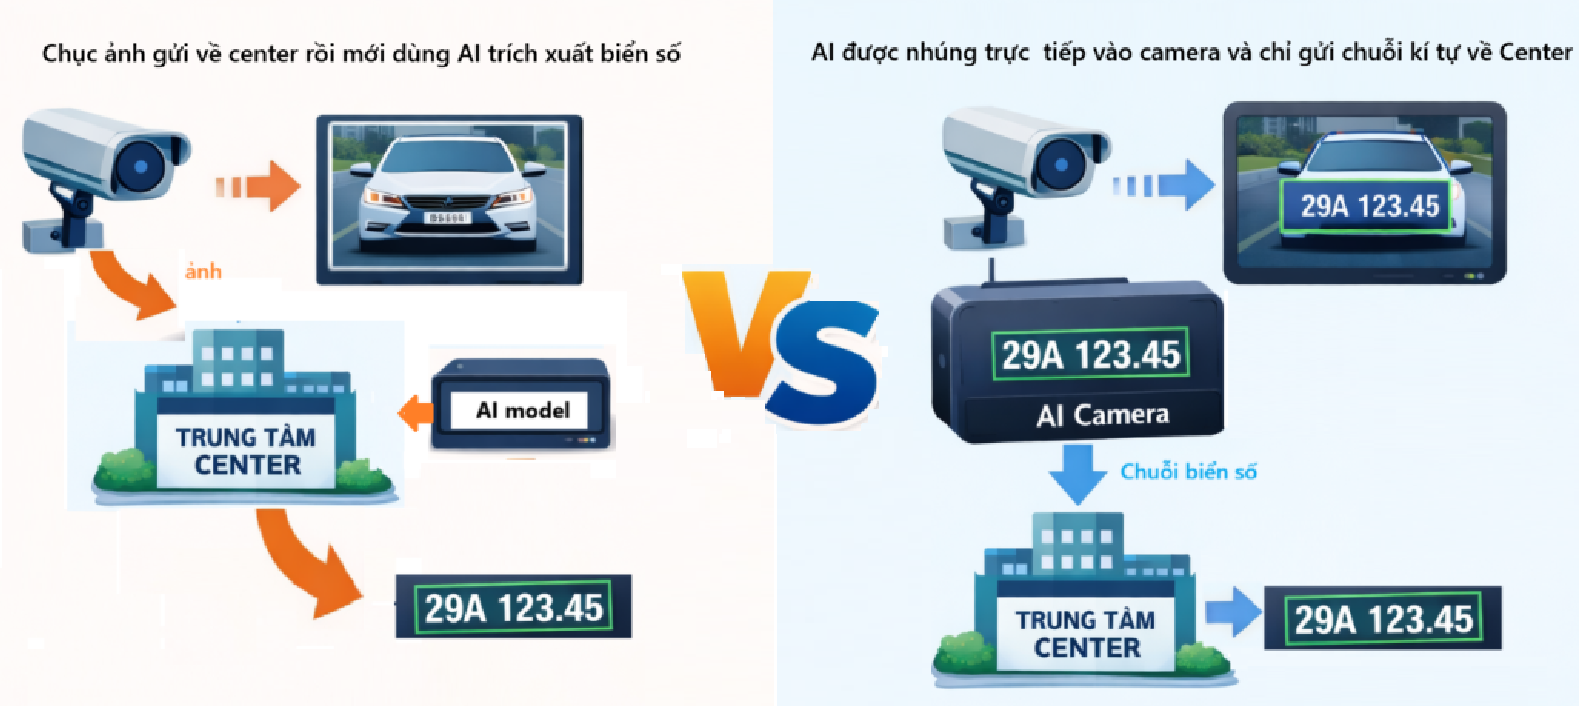 Chục ảnh gửi về center rồi mới dùng AI trích xuất biển số
ảnh
AI model
TRUNG TÀM
CENTER
29A 123.45
VS
AI được nhúng trực tiếp vào camera và chỉ gửi chuỗi kí tự về Center
29A 123.45
29A 123.45
AI Camera
Chuỗi biển số
TRUNG TÀM
CENTER
29A 123.45